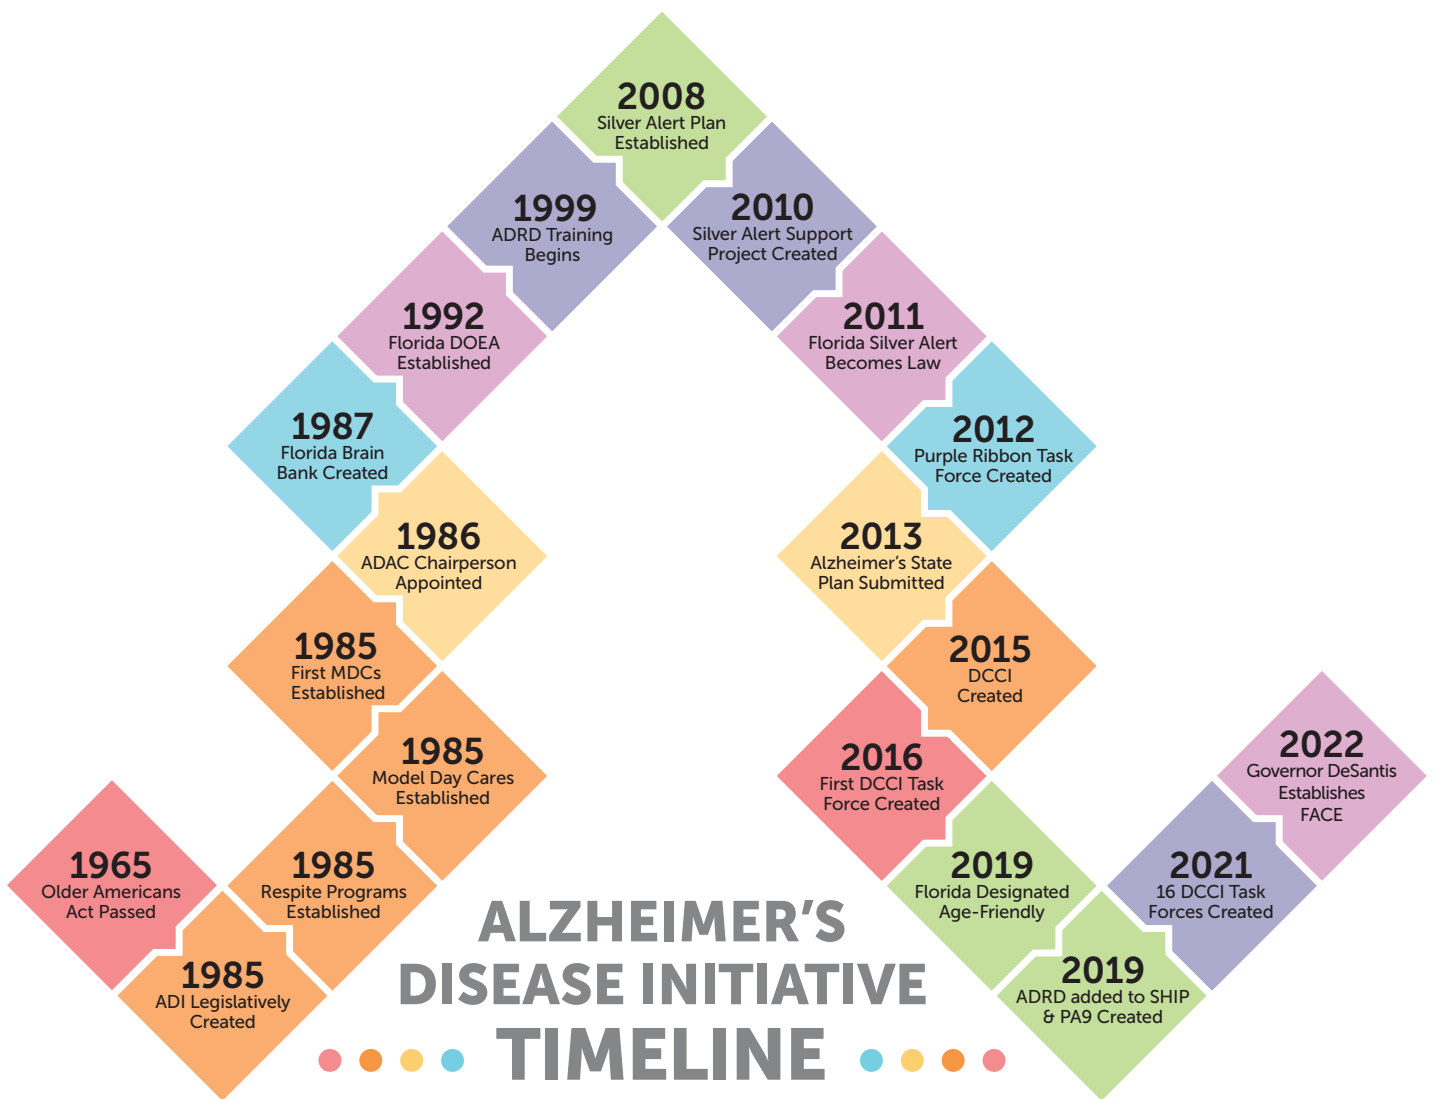 1965
Older Americans
Act Passed
1985
ADI Legislatively
Created
1985
Respite Programs
Established
1985
Model Day Cares
Established
1985
First MDCs
Established
1986
ADAC Chairperson
Appointed
1987
Florida Brain
Bank Created
1992
Florida DOEA
Established
1999
ADRD Training
Begins
2008
Silver Alert Plan
Established
2010
Silver Alert Support
Project Created
2011
Florida Silver Alert
Becomes Law
2012
Purple Ribbon Task
Force Created
2013
Alzheimer's State
Plan Submitted
2015
DCCI
Created
2016
First DCCI Task
Force Created
2019
Florida Designated
Age-Friendly
2019
ADRD added to SHIP
& PA9 Created
2021
16 DCCI Task
Forces Created
2022
Governor DeSantis
Establishes
FACE
ALZHEIMER'S
DISEASE INITIATIVE
TIMELINE